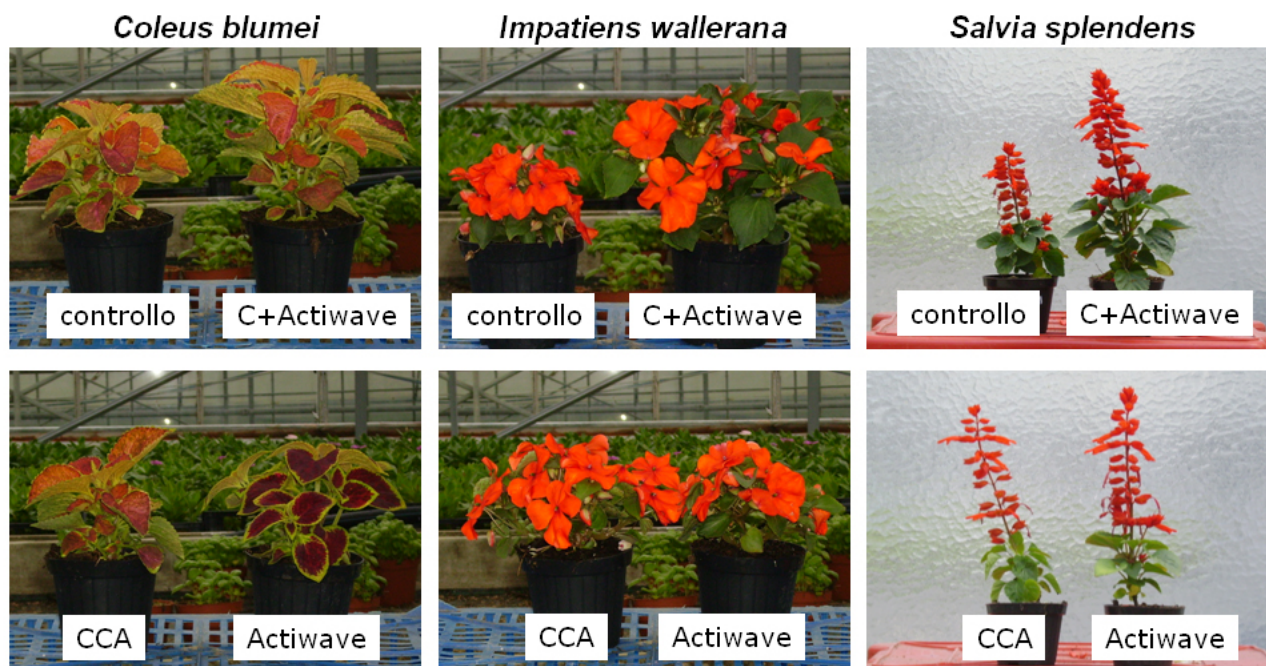 Coleus blumei
Impatiens wallerana
Salvia splendens
controllo
C+Actiwave
controllo
C+Actiwave
controllo
C+Actiwave
CCA
Actiwave
CCA
Actiwave
CCA
Actiwave